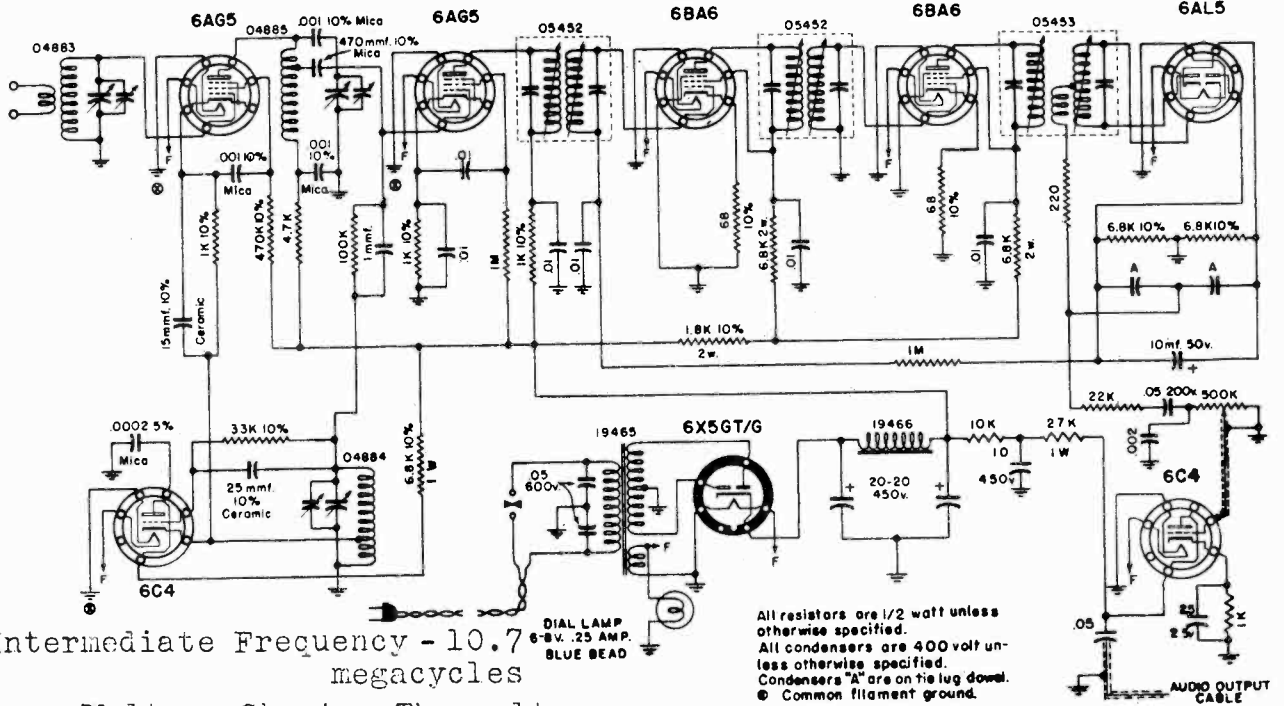 6AG5
04885
.001 10% Mica
6AG5
05452
6BA6
05452
6BA6
05453
6AL5
04883
470mmf. 10%
Mica
F
F
F
F
F
.001 10%
Mica
.001
10%
Mica
.01
1K 10%
470K 10%
4.7K
100K
1mmf.
1K 10%
.01
1M
1K 10%
.01
.01
68
10%
6.8K 2w.
.01
68
10%
.01
6.8K
2w.
220
6.8K 10%
6.8K 10%
A
A
15mmf. 10%
Ceramic
1.8K 10%
2w.
1M
10mf. 50v.
+
.0002 5%
Mica
33K 10%
25mmf.
10%
Ceramic
04884
6.8K 10%
1W
19465
6X5GT/G
.05
600v.
19466
20-20
450v.
+
+
10K
10
450v
27K
1W
22K
.05 200v.
500K
.002
6C4
F
F
F
F
6C4
.05
25
25v.
1K
DIAL LAMP
6-8V. .25 AMP.
BLUE BEAD
All resistors are 1/2 watt unless
otherwise specified.
All condensers are 400 volt un-
less otherwise specified.
Condensers "A" are on tie lug dowel.
Common filament ground.
AUDIO OUTPUT
CABLE
Intermediate Frequency - 10.7
megacycles